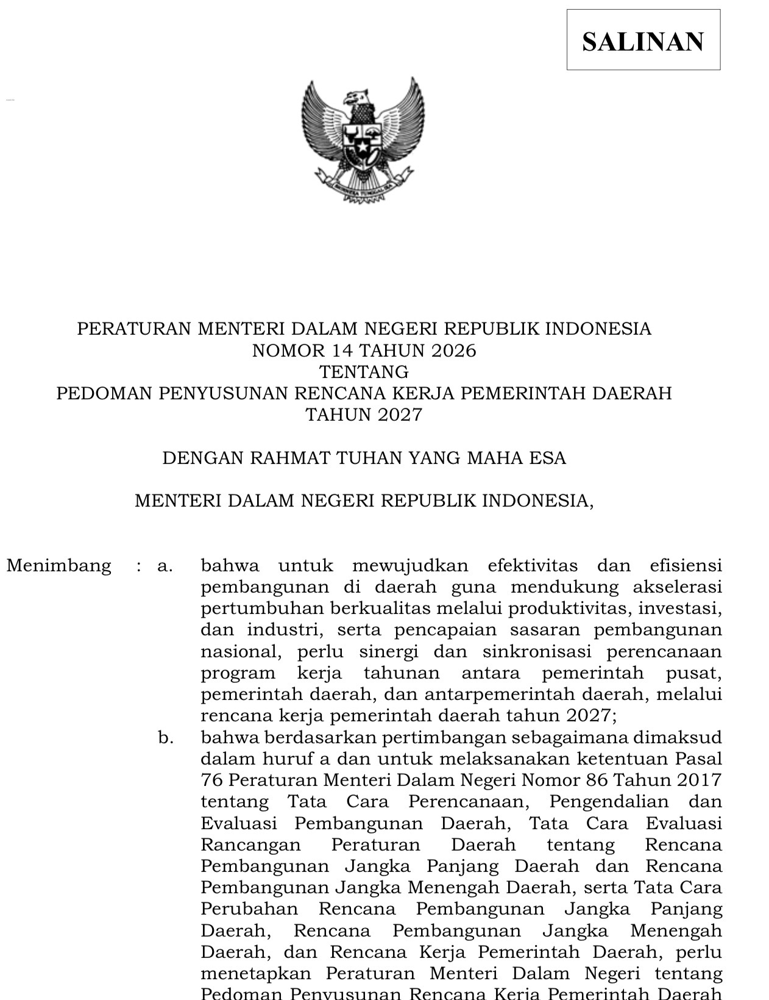 SALINAN
PERATURAN MENTERI DALAM NEGERI REPUBLIK INDONESIA
NOMOR 14 TAHUN 2026
TENTANG
PEDOMAN PENYUSUNAN RENCANA KERJA PEMERINTAH DAERAH
TAHUN 2027
DENGAN RAHMAT TUHAN YANG MAHA ESA
MENTERI DALAM NEGERI REPUBLIK INDONESIA,
Menimbang : a. bahwa untuk mewujudkan efektivitas dan efisiensi
pembangunan di daerah guna mendukung akselerasi
pertumbuhan berkualitas melalui produktivitas, investasi,
dan industri, serta pencapaian sasaran pembangunan
nasional, perlu sinergi dan sinkronisasi perencanaan
program kerja tahunan antara pemerintah pusat,
pemerintah daerah, dan antarpemerintah daerah, melalui
rencana kerja pemerintah daerah tahun 2027;
b. bahwa berdasarkan pertimbangan sebagaimana dimaksud
dalam huruf a dan untuk melaksanakan ketentuan Pasal
76 Peraturan Menteri Dalam Negeri Nomor 86 Tahun 2017
tentang Tata Cara Perencanaan, Pengendalian dan
Evaluasi Pembangunan Daerah, Tata Cara Evaluasi
Rancangan Peraturan Daerah tentang Rencana
Pembangunan Jangka Panjang Daerah dan Rencana
Pembangunan Jangka Menengah Daerah, serta Tata Cara
Perubahan Rencana Pembangunan Jangka Panjang
Daerah, Rencana Pembangunan Jangka Menengah
Daerah, dan Rencana Kerja Pemerintah Daerah, perlu
menetapkan Peraturan Menteri Dalam Negeri tentang
Pedoman Penyusunan Rencana Kerja Pemerintah Daerah